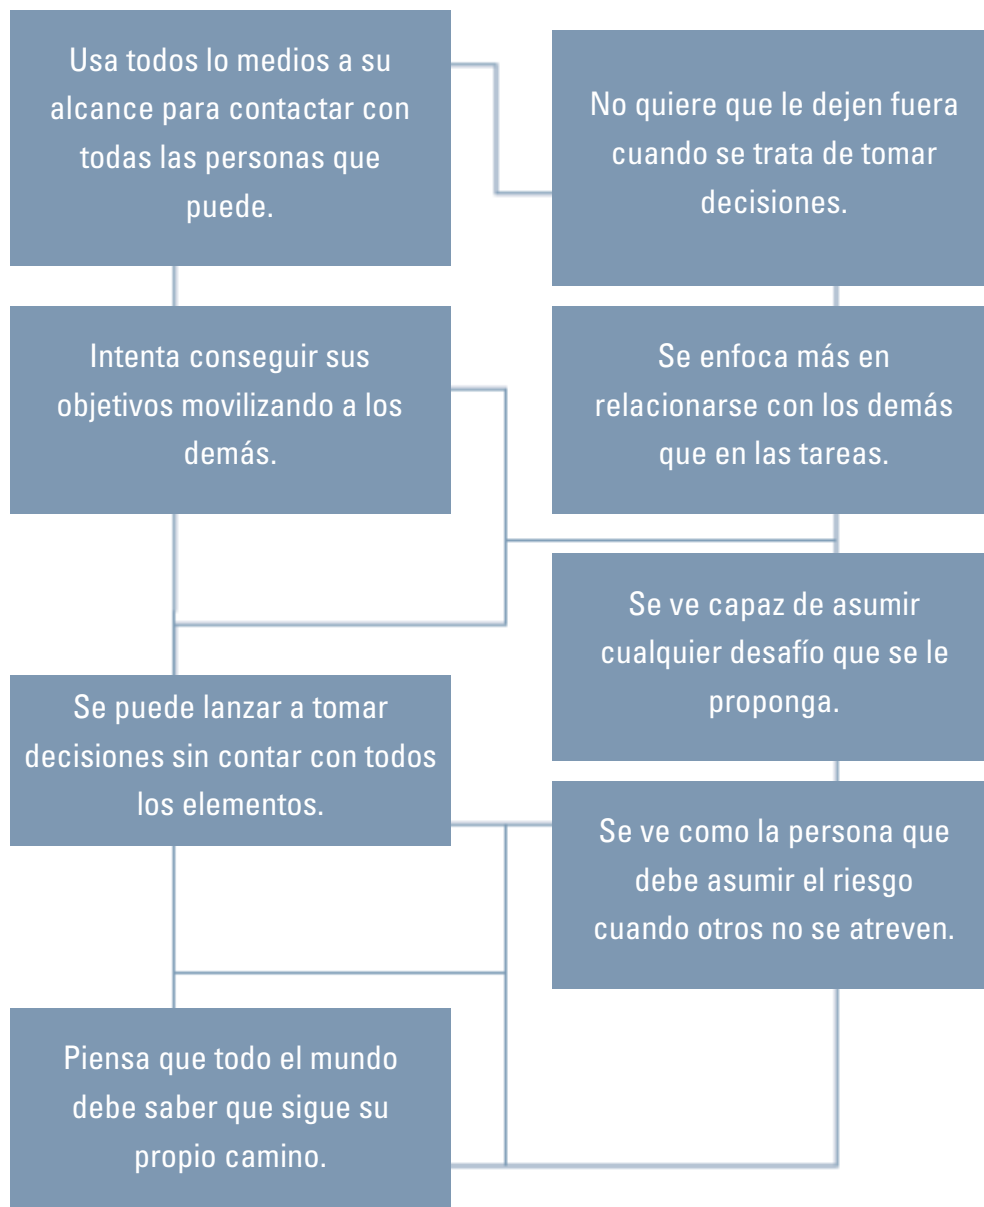 Usa todos lo medios a su
alcance para contactar con
todas las personas que
puede.
No quiere que le dejen fuera
cuando se trata de tomar
decisiones.
Intenta conseguir sus
objetivos movilizando a los
demás.
Se enfoca más en
relacionarse con los demás
que en las tareas.
Se ve capaz de asumir
cualquier desafío que se le
proponga.
Se puede lanzar a tomar
decisiones sin contar con todos
los elementos.
Se ve como la persona que
debe asumir el riesgo
cuando otros no se atreven.
Piensa que todo el mundo
debe saber que sigue su
propio camino.